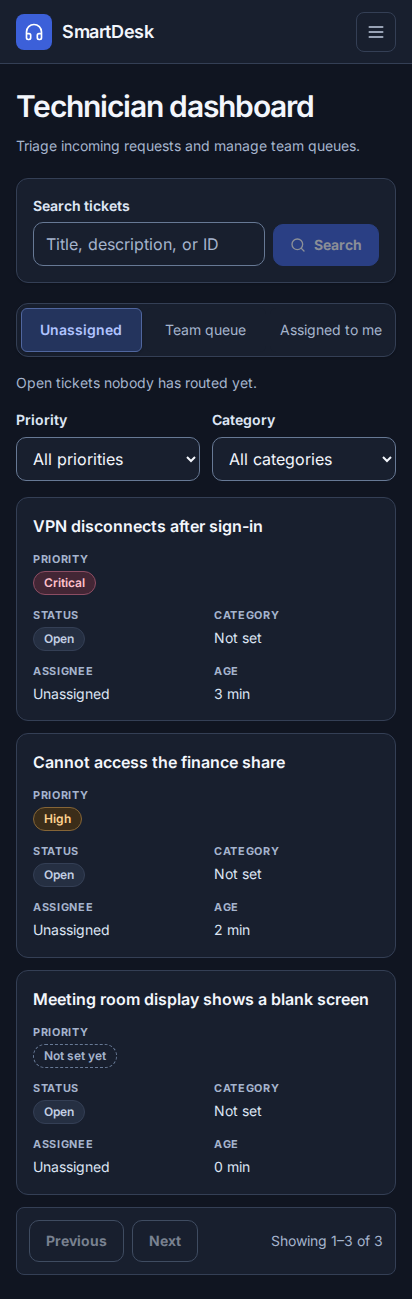 SmartDesk
Technician dashboard
Triage incoming requests and manage team queues.
Search tickets
Title, description, or ID
Search
Unassigned
Team queue
Assigned to me
Open tickets nobody has routed yet.
Priority
Category
All priorities
All categories
VPN disconnects after sign-in
PRIORITY
Critical
STATUS
CATEGORY
Open
Not set
ASSIGNEE
AGE
Unassigned
3 min
Cannot access the finance share
PRIORITY
High
STATUS
CATEGORY
Open
Not set
ASSIGNEE
AGE
Unassigned
2 min
Meeting room display shows a blank screen
PRIORITY
Not set yet
STATUS
CATEGORY
Open
Not set
ASSIGNEE
AGE
Unassigned
0 min
Previous
Next
Showing 1–3 of 3